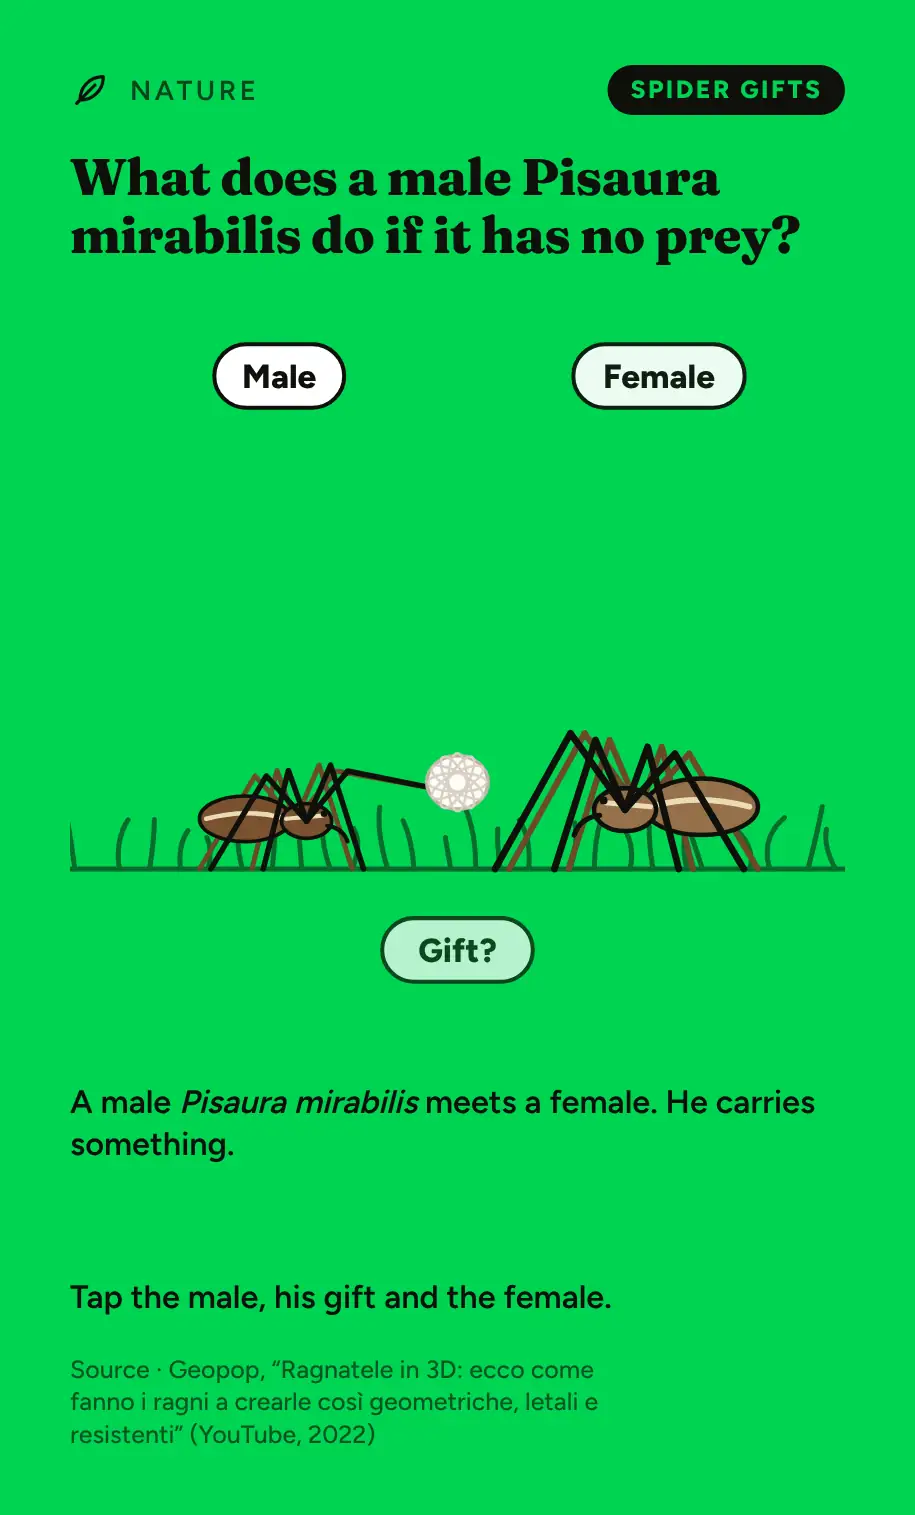 NATURE
SPIDER GIFTS
What does a male Pisaura
mirabilis do if it has no prey?
Male
Female
Gift?
A male Pisaura mirabilis meets a female. He carries
something.
Tap the male, his gift and the female.
Source · Geopop, “Ragnatele in 3D: ecco come
fanno i ragni a crearle così geometriche, letali e
resistenti” (YouTube, 2022)